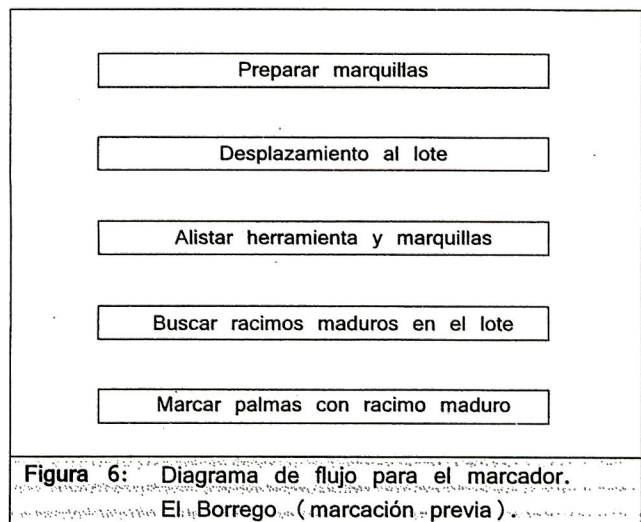 Preparar marquillas
Desplazamiento al lote
Alistar herramienta y marquillas
Buscar racimos maduros en el lote
Marcar palmas con racimo maduro
Figura 6: Diagrama de flujo para el marcador.
El Borrego (marcación previa).